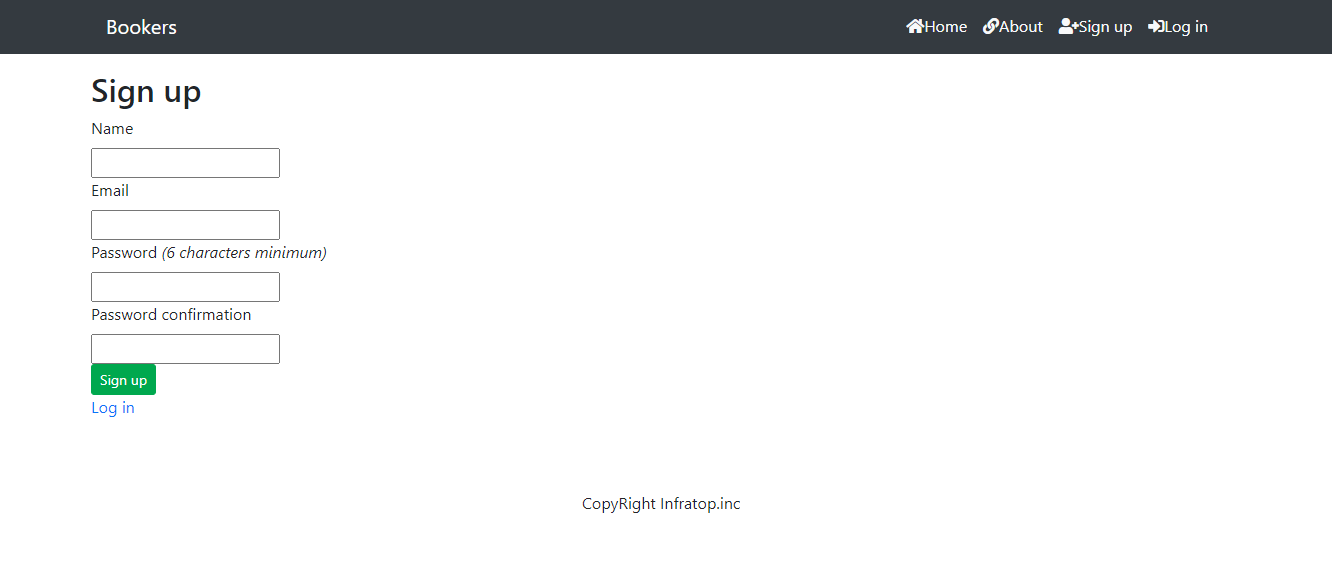 Bookers Home About Sign up Log in
Sign up
Name
Email
Password (6 characters minimum)
Password confirmation
Sign up
Log in
CopyRight Infratop.inc